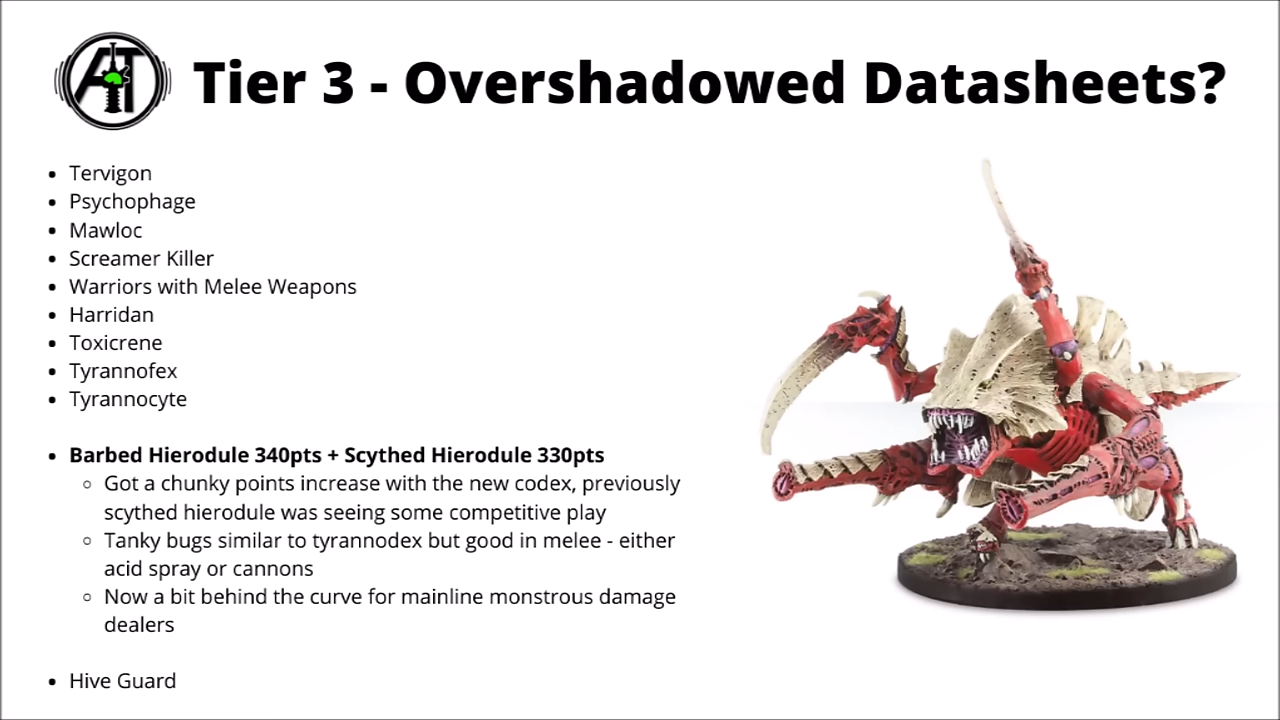 AT
Tier 3 - Overshadowed Datasheets?
• Tervigon
• Psychophage
• Mawloc
• Screamer Killer
• Warriors with Melee Weapons
• Harridan
• Toxicrene
• Tyrannofex
• Tyrannocyte
• Barbed Hierodule 340pts + Scythed Hierodule 330pts
◦ Got a chunky points increase with the new codex, previously
scythed hierodule was seeing some competitive play
◦ Tanky bugs similar to tyrannodex but good in melee - either
acid spray or cannons
◦ Now a bit behind the curve for mainline monstrous damage
dealers
• Hive Guard